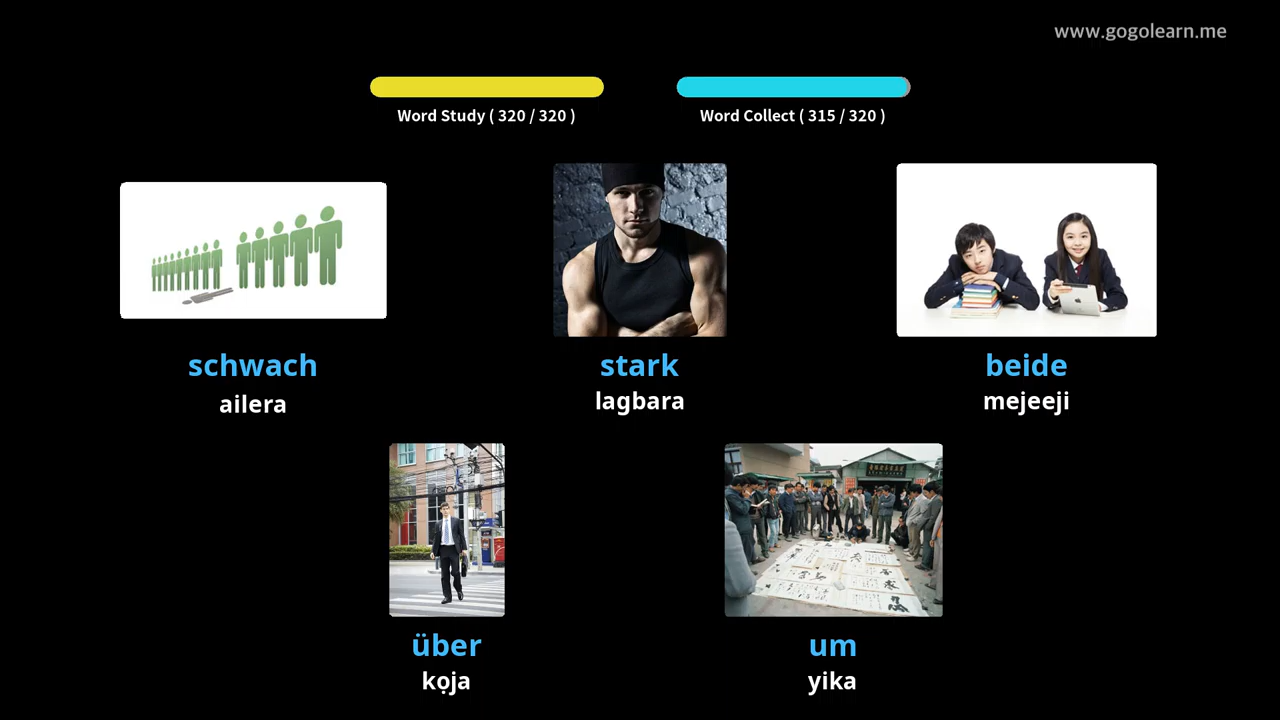 www.gogolearn.me
Word Study ( 320 / 320 )
Word Collect ( 315 / 320 )
schwach
ailera
stark
lagbara
beide
mejeeji
über
kọja
um
yika